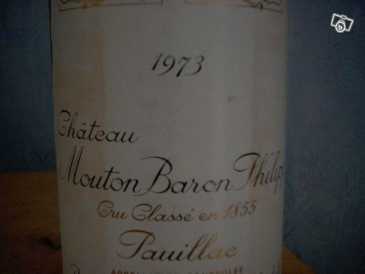 1973
Château
Mouton Baron Philip
Cru Classé en 1855
Pauillac